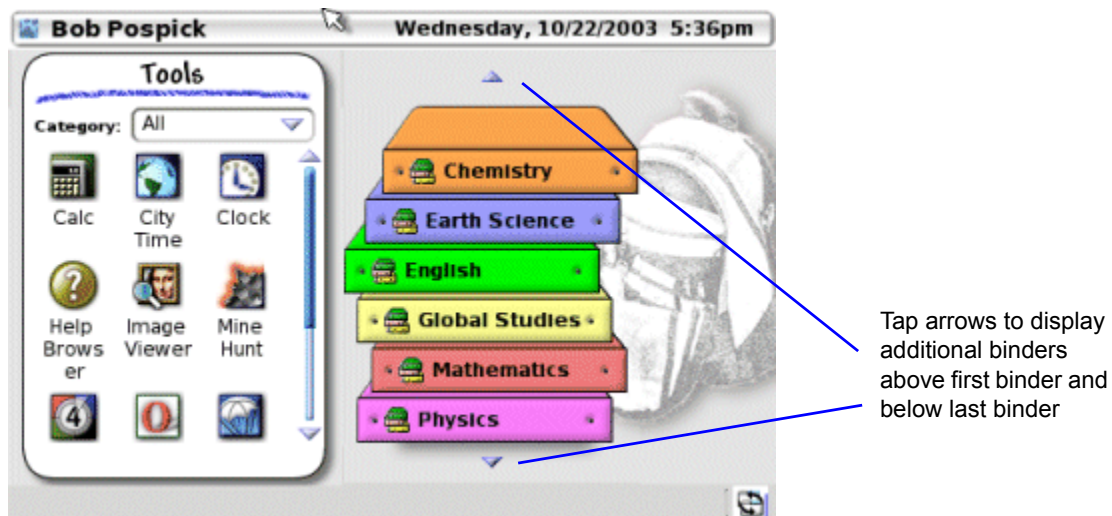 Bob Pospick
Wednesday, 10/22/2003 5:36pm
Tools
Category: All
Calc
City
Time
Clock
Help
Brows
er
Image
Viewer
Mine
Hunt
4
O
Chemistry
Earth Science
English
Global Studies
Mathematics
Physics
Tap arrows to display
additional binders
above first binder and
below last binder